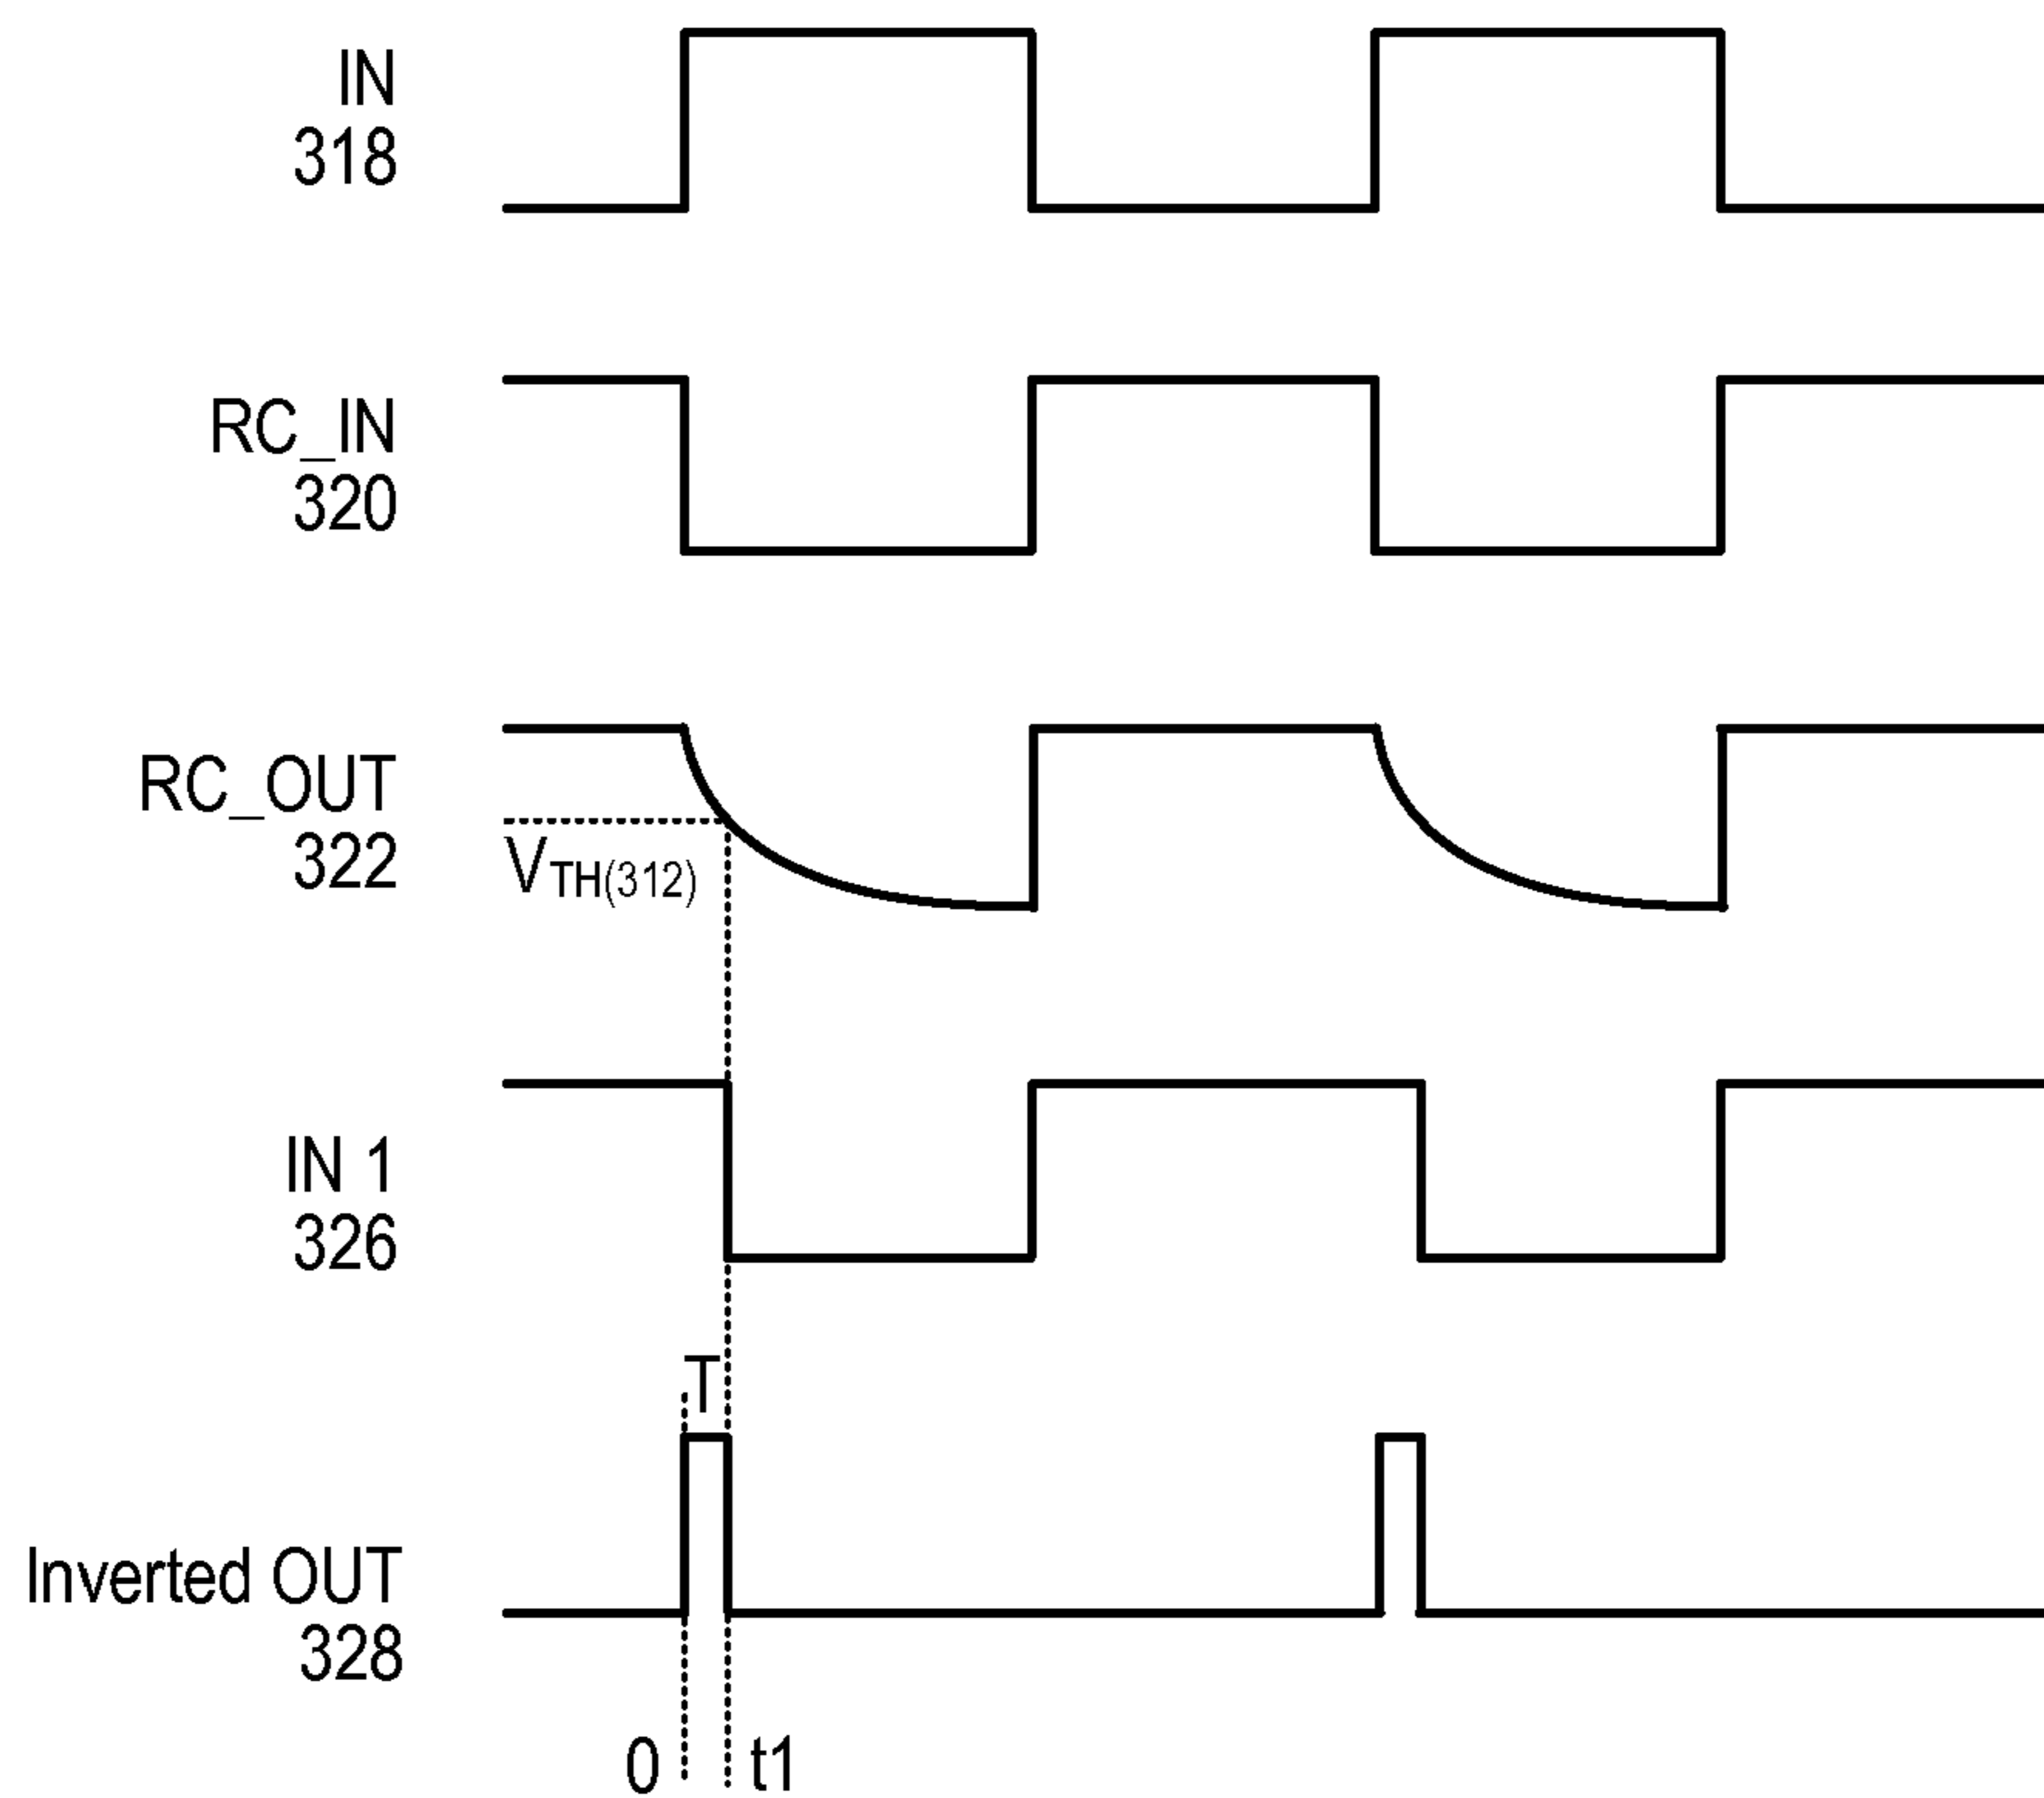 IN
318
RC_IN
320
RC_OUT
322
VTH(312)
IN 1
326
T
Inverted OUT
328
0 t1